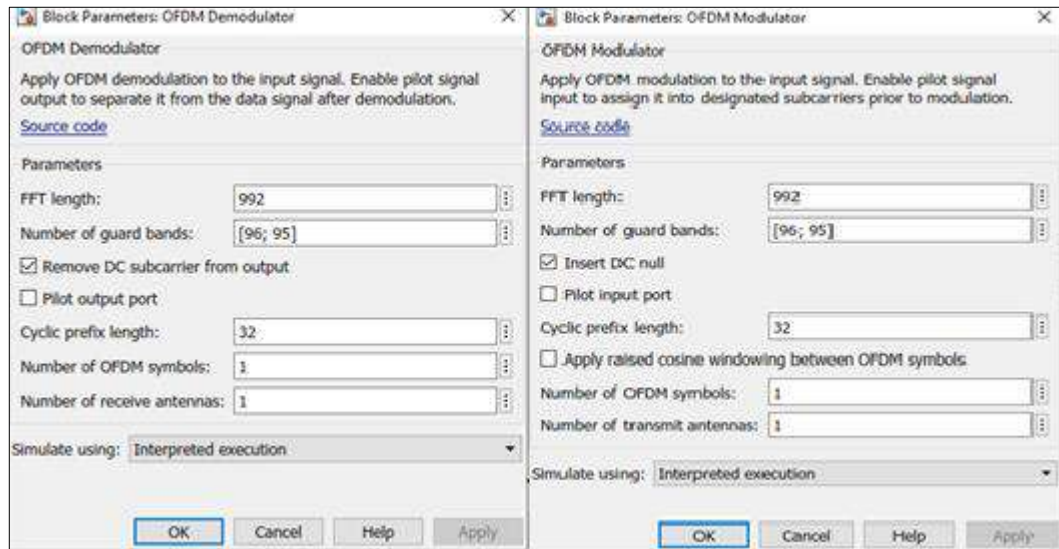 Block Parameters: OFDM Demodulator
OFDM Demodulator
Apply OFDM demodulation to the input signal. Enable pilot signal
output to separate it from the data signal after demodulation.
Source code
Parameters
FFT length: 992
Number of guard bands: [96; 95]
Remove DC subcarrier from output
Pilot output port
Cyclic prefix length: 32
Number of OFDM symbols: 1
Number of receive antennas: 1
Simulate using: Interpreted execution
OK Cancel Help Apply
Block Parameters: OFDM Modulator
OFDM Modulator
Apply OFDM modulation to the input signal. Enable pilot signal
input to assign it into designated subcarriers prior to modulation.
Source code
Parameters
FFT length: 992
Number of guard bands: [96; 95]
Insert DC null
Pilot input port
Cyclic prefix length: 32
Apply raised cosine windowing between OFDM symbols
Number of OFDM symbols: 1
Number of transmit antennas: 1
Simulate using: Interpreted execution
OK Cancel Help Apply